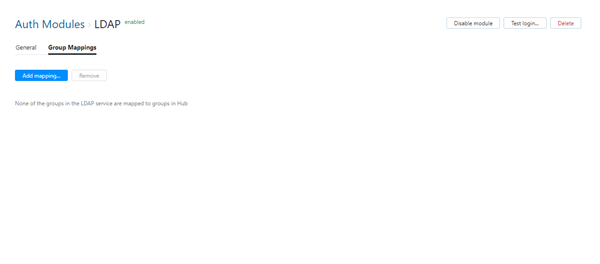 Auth Modules › LDAP enabled
Disable module Test login... Delete
General Group Mappings
Add mapping... Remove
None of the groups in the LDAP service are mapped to groups in Hub